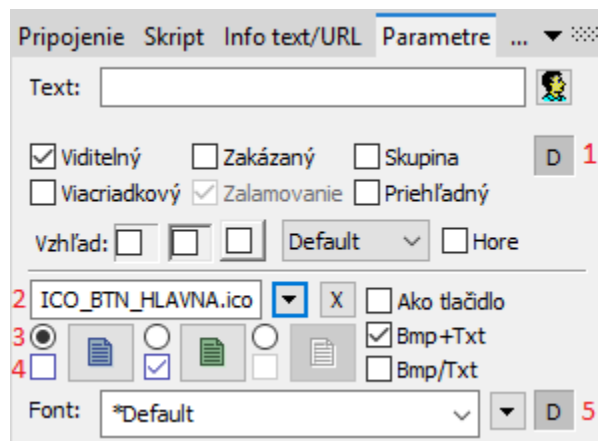 Pripojenie Skript Info text/URL Parametre ...
Text:
Viditelný Zakázaný Skupina D 1
Viacriadkový Zalamovanie Priehľadný
Vzhľad: Default Hore
2 ICO_BTN_HLAVNA.ico X Ako tlačidlo
3 Bmp+Txt
4 Bmp/Txt
Font: *Default D 5